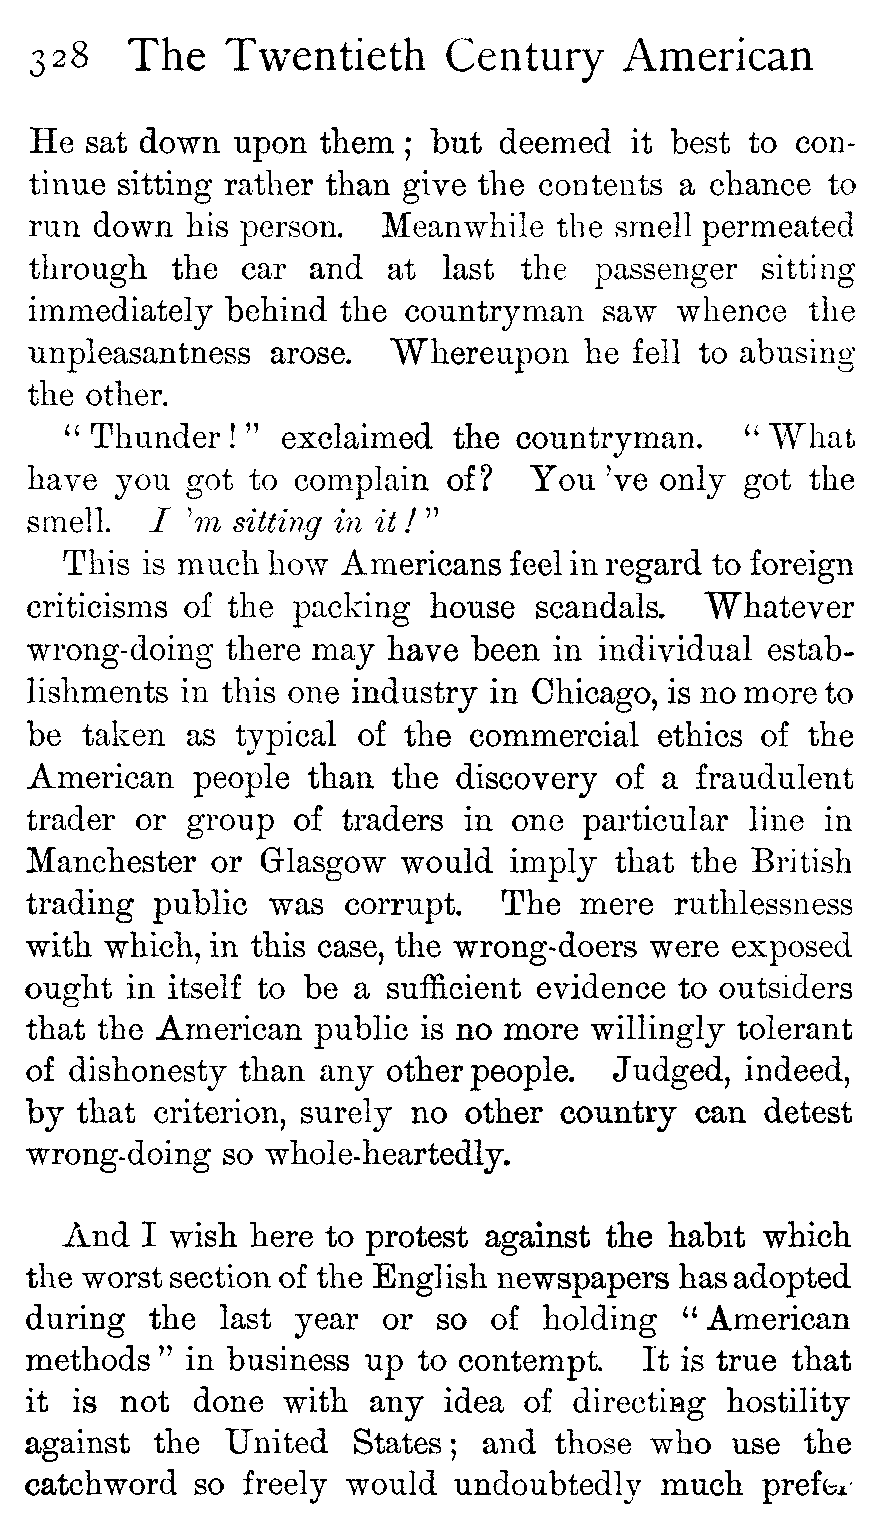 328 The Twentieth Century American
He sat down upon them ; but deemed it best to con-
tinue sitting rather than give the contents a chance to
run down his person. Meanwhile the smell permeated
through the car and at last the passenger sitting
immediately behind the countryman saw whence the
unpleasantness arose. Whereupon he fell to abusing
the other.
“ Thunder ! ” exclaimed the countryman. “ What
have you got to complain of? You 've only got the
smell. I 'm sitting in it ! ”
This is much how Americans feel in regard to foreign
criticisms of the packing house scandals. Whatever
wrong-doing there may have been in individual estab-
lishments in this one industry in Chicago, is no more to
be taken as typical of the commercial ethics of the
American people than the discovery of a fraudulent
trader or group of traders in one particular line in
Manchester or Glasgow would imply that the British
trading public was corrupt. The mere ruthlessness
with which, in this case, the wrong-doers were exposed
ought in itself to be a sufficient evidence to outsiders
that the American public is no more willingly tolerant
of dishonesty than any other people. Judged, indeed,
by that criterion, surely no other country can detest
wrong-doing so whole-heartedly.
And I wish here to protest against the habit which
the worst section of the English newspapers has adopted
during the last year or so of holding “ American
methods ” in business up to contempt. It is true that
it is not done with any idea of directing hostility
against the United States ; and those who use the
catchword so freely would undoubtedly much prefer